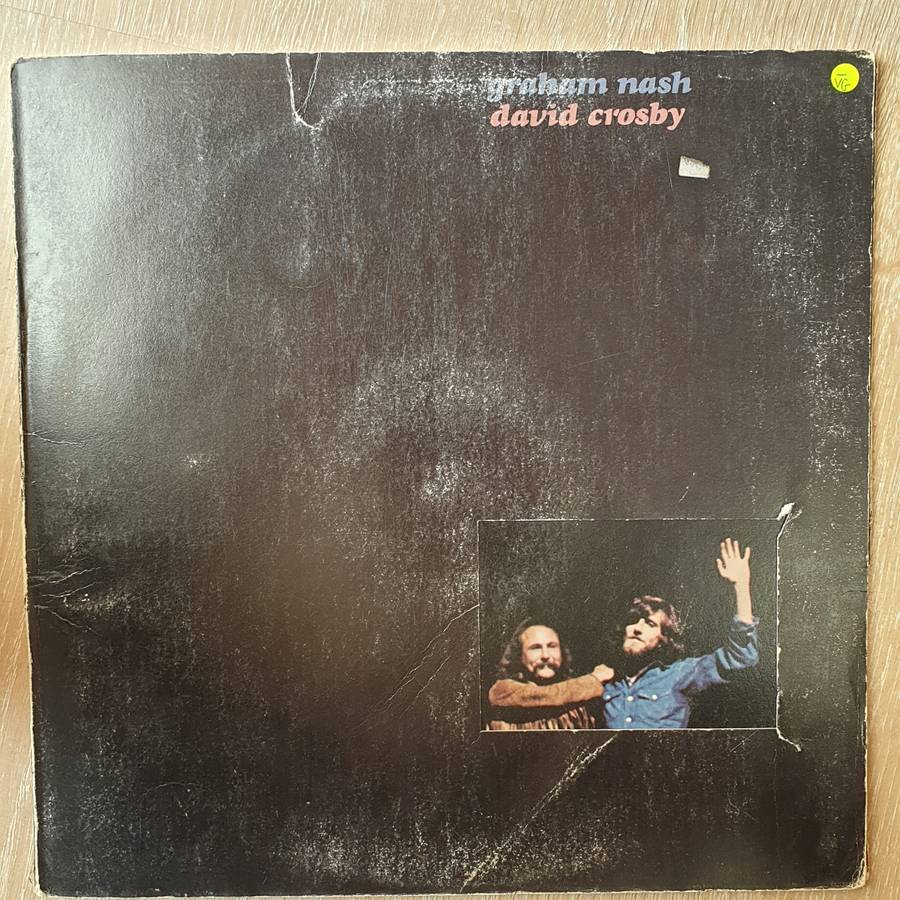 graham nash
david crosby
VG